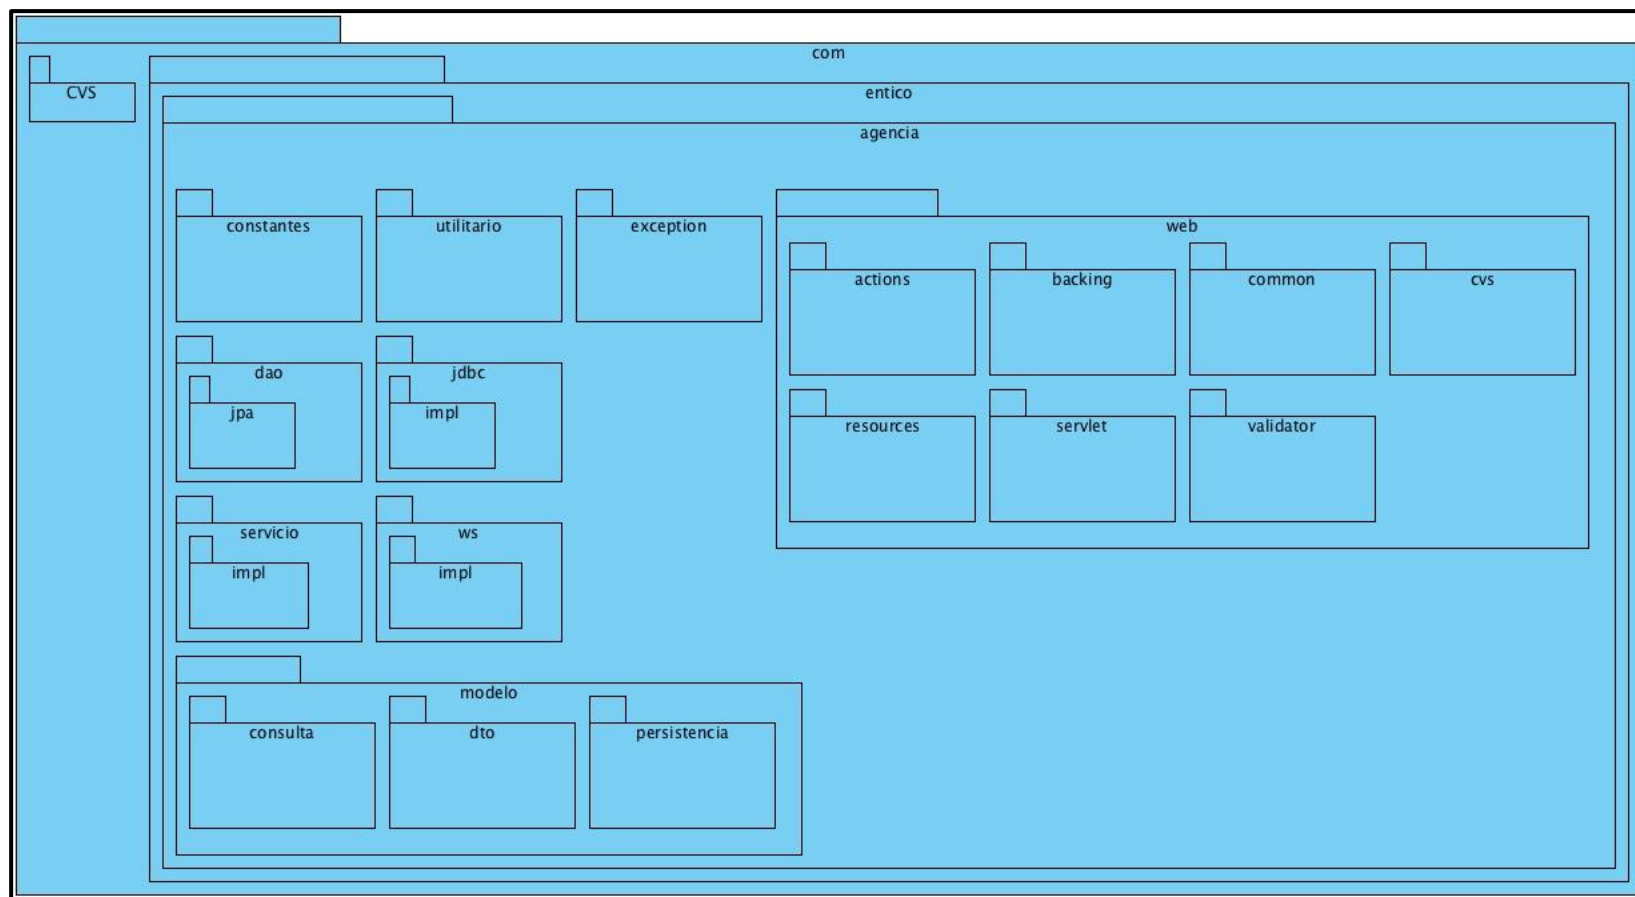 com
CVS
entico
agencia
constantes
utilitario
exception
web
actions
backing
common
cvs
dao
jpa
jdbc
impl
resources
servlet
validator
servicio
impl
ws
impl
modelo
consulta
dto
persistencia